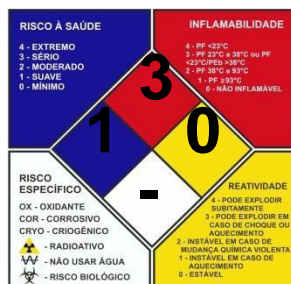 RISCO À SAÚDE
4 - EXTREMO
3 - SÉRIO
2 - MODERADO
1 - SUAVE
0 - MÍNIMO
INFLAMABILIDADE
4 - PF <23°C
3 - PF 23°C a 38°C ou PF
<23°C/PEb >38°C
2 - PF 38°C e 93°C
1 - PF ≥93°C
0 - NÃO INFLAMÁVEL
3
1
0
-
RISCO
ESPECÍFICO
OX - OXIDANTE
COR - CORROSIVO
CRYO - CRIOGÊNICO
- RADIOATIVO
W - NÃO USAR ÁGUA
- RISCO BIOLÓGICO
REATIVIDADE
4 - PODE EXPLODIR
SUBITAMENTE
3 - PODE EXPLODIR EM
CASO DE CHOQUE OU
AQUECIMENTO
2 - INSTÁVEL EM CASO DE
MUDANÇA QUÍMICA VIOLENTA
1 - INSTÁVEL EM CASO DE
AQUECIMENTO
0 - ESTÁVEL